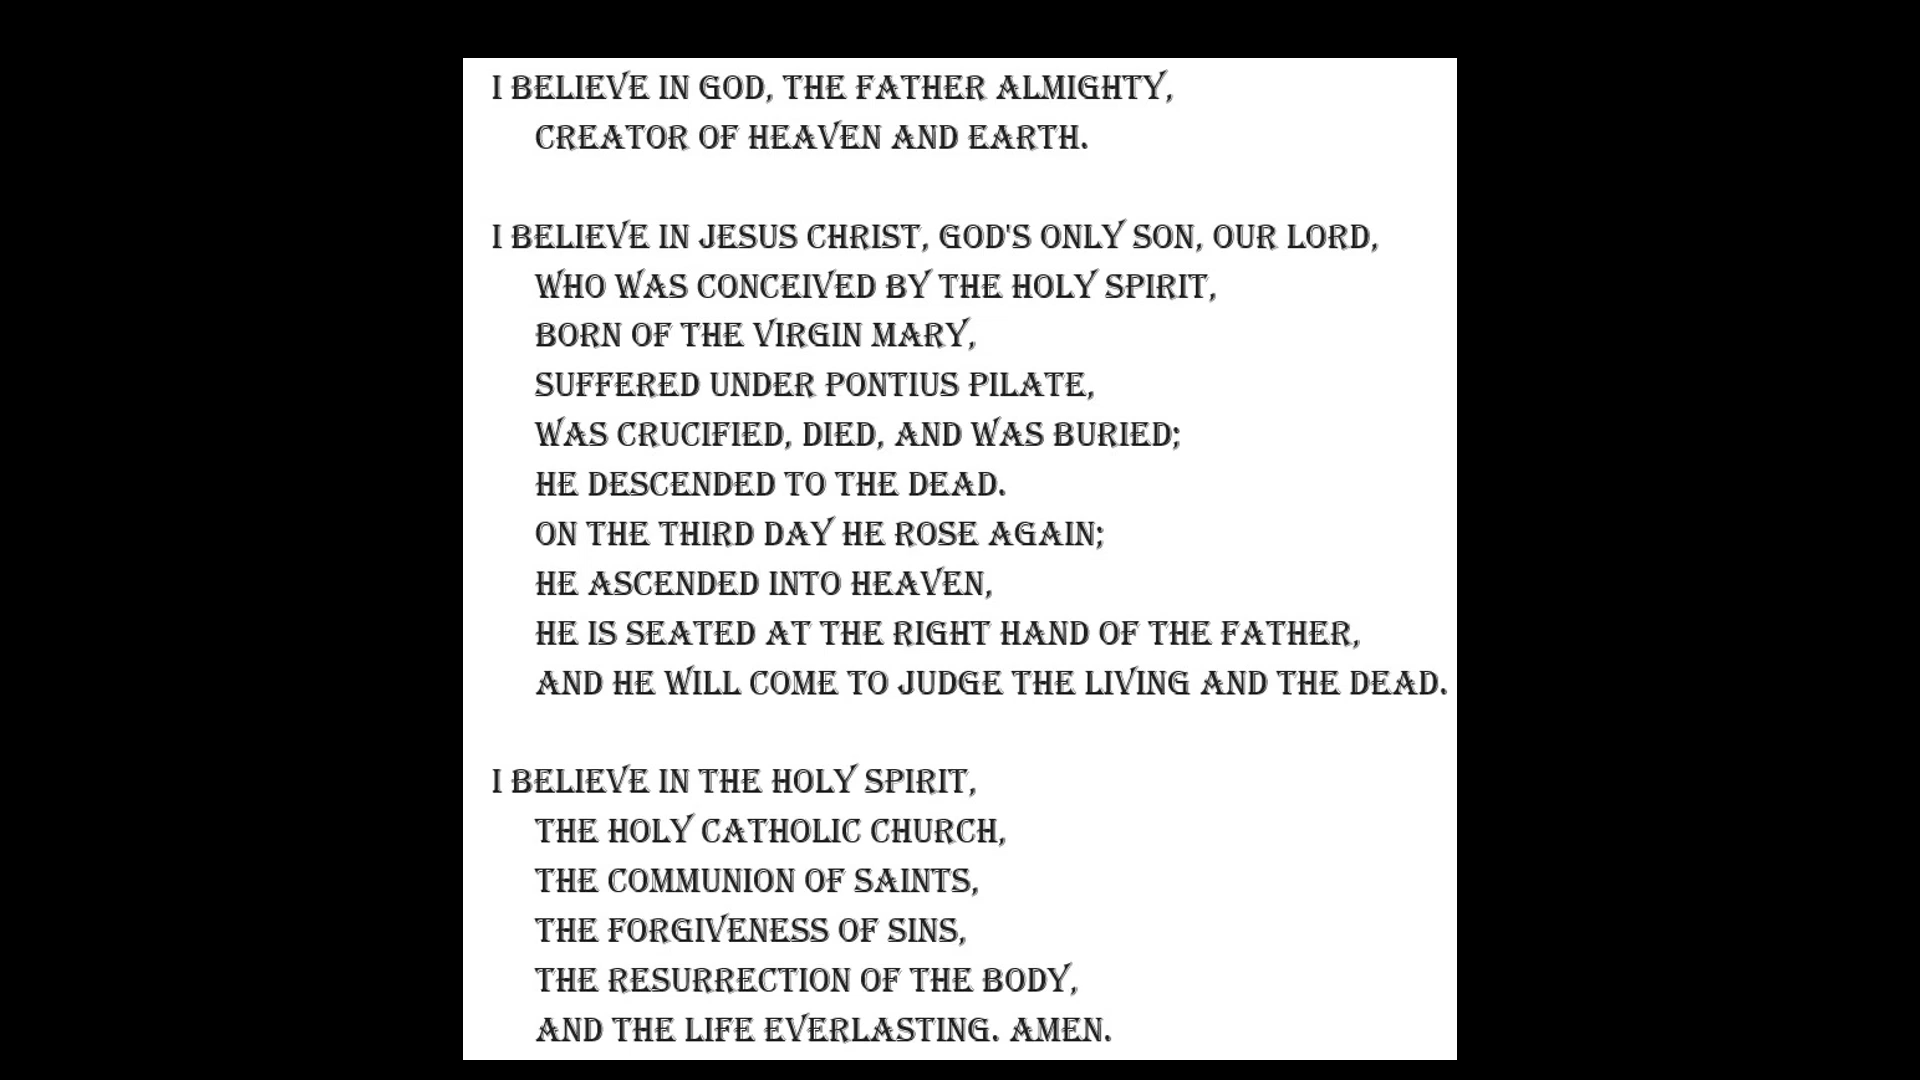 I BELIEVE IN GOD, THE FATHER ALMIGHTY,
CREATOR OF HEAVEN AND EARTH.
I BELIEVE IN JESUS CHRIST, GOD'S ONLY SON, OUR LORD,
WHO WAS CONCEIVED BY THE HOLY SPIRIT,
BORN OF THE VIRGIN MARY,
SUFFERED UNDER PONTIUS PILATE,
WAS CRUCIFIED, DIED, AND WAS BURIED;
HE DESCENDED TO THE DEAD.
ON THE THIRD DAY HE ROSE AGAIN;
HE ASCENDED INTO HEAVEN,
HE IS SEATED AT THE RIGHT HAND OF THE FATHER,
AND HE WILL COME TO JUDGE THE LIVING AND THE DEAD.
I BELIEVE IN THE HOLY SPIRIT,
THE HOLY CATHOLIC CHURCH,
THE COMMUNION OF SAINTS,
THE FORGIVENESS OF SINS,
THE RESURRECTION OF THE BODY,
AND THE LIFE EVERLASTING. AMEN.